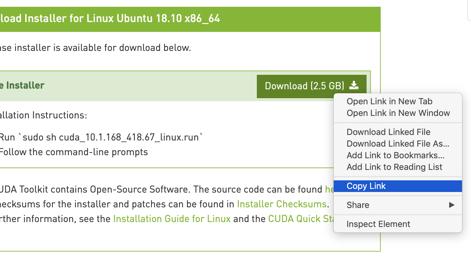 load Installer for Linux Ubuntu 18.10 x86_64
ase installer is available for download below.
e Installer
Download (2.5 GB)
allation Instructions:
Run `sudo sh cuda_10.1.168_418.67_linux.run`
Follow the command-line prompts
UDA Toolkit contains Open-Source Software. The source code can be found he
hecksums for the installer and patches can be found in Installer Checksums.
rther information, see the Installation Guide for Linux and the CUDA Quick Sta
Open Link in New Tab
Open Link in New Window
Download Linked File
Download Linked File As...
Add Link to Bookmarks...
Add Link to Reading List
Copy Link
Share
Inspect Element